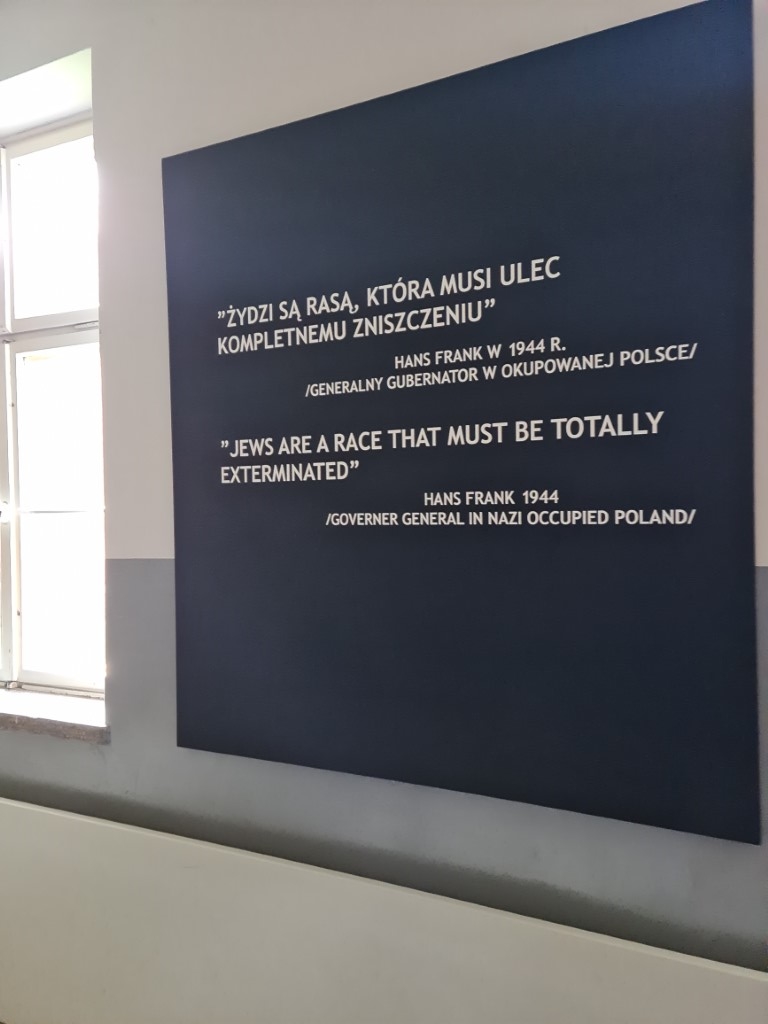 ”ŻYDZI SĄ RASĄ, KTÓRA MUSI ULEC
KOMPLETNEMU ZNISZCZENIU”
HANS FRANK W 1944 R.
/GENERALNY GUBERNATOR W OKUPOWANEJ POLSCE/
”JEWS ARE A RACE THAT MUST BE TOTALLY
EXTERMINATED”
HANS FRANK 1944
/GOVERNER GENERAL IN NAZI OCCUPIED POLAND/